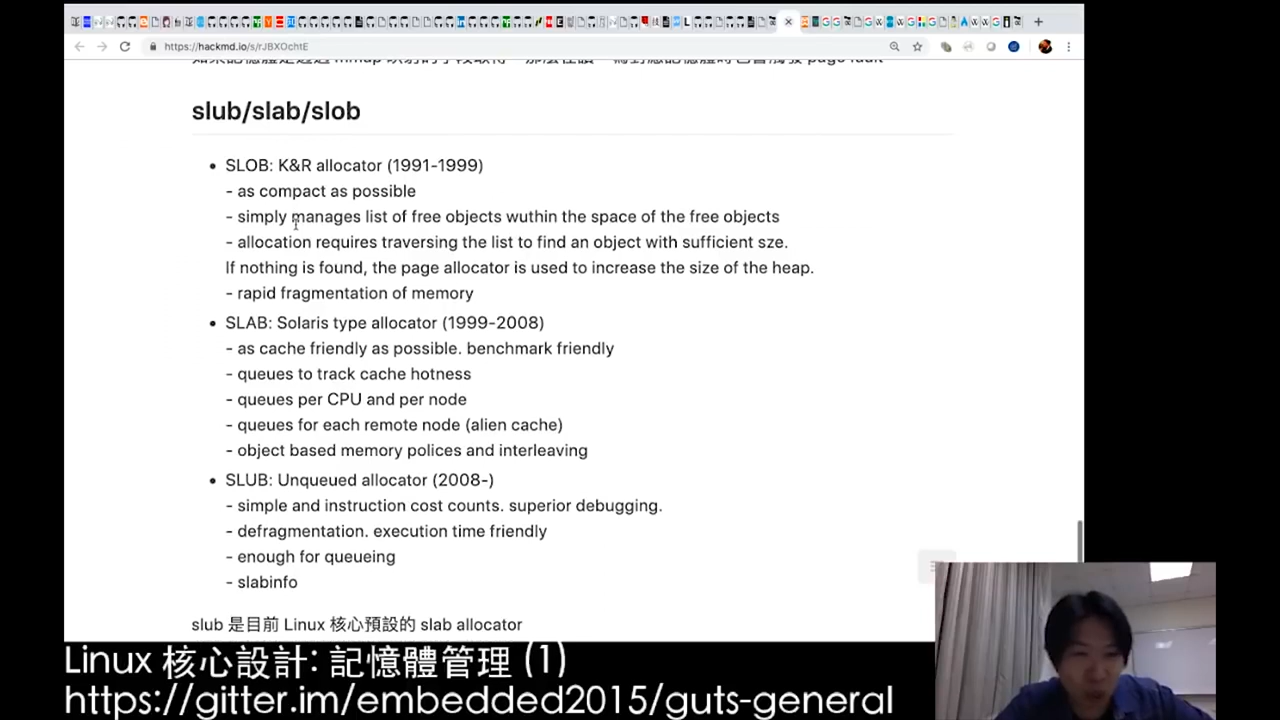 https://hackmd.io/s/rJBXOchtE
slub/slab/slob
• SLOB: K&R allocator (1991-1999)
- as compact as possible
- simply manages list of free objects wuthin the space of the free objects
- allocation requires traversing the list to find an object with sufficient sze.
If nothing is found, the page allocator is used to increase the size of the heap.
- rapid fragmentation of memory
• SLAB: Solaris type allocator (1999-2008)
- as cache friendly as possible. benchmark friendly
- queues to track cache hotness
- queues per CPU and per node
- queues for each remote node (alien cache)
- object based memory polices and interleaving
• SLUB: Unqueued allocator (2008-)
- simple and instruction cost counts. superior debugging.
- defragmentation. execution time friendly
- enough for queueing
- slabinfo
slub 是目前 Linux 核心預設的 slab allocator
Linux 核心設計: 記憶體管理 (1)
https://gitter.im/embedded2015/guts-general